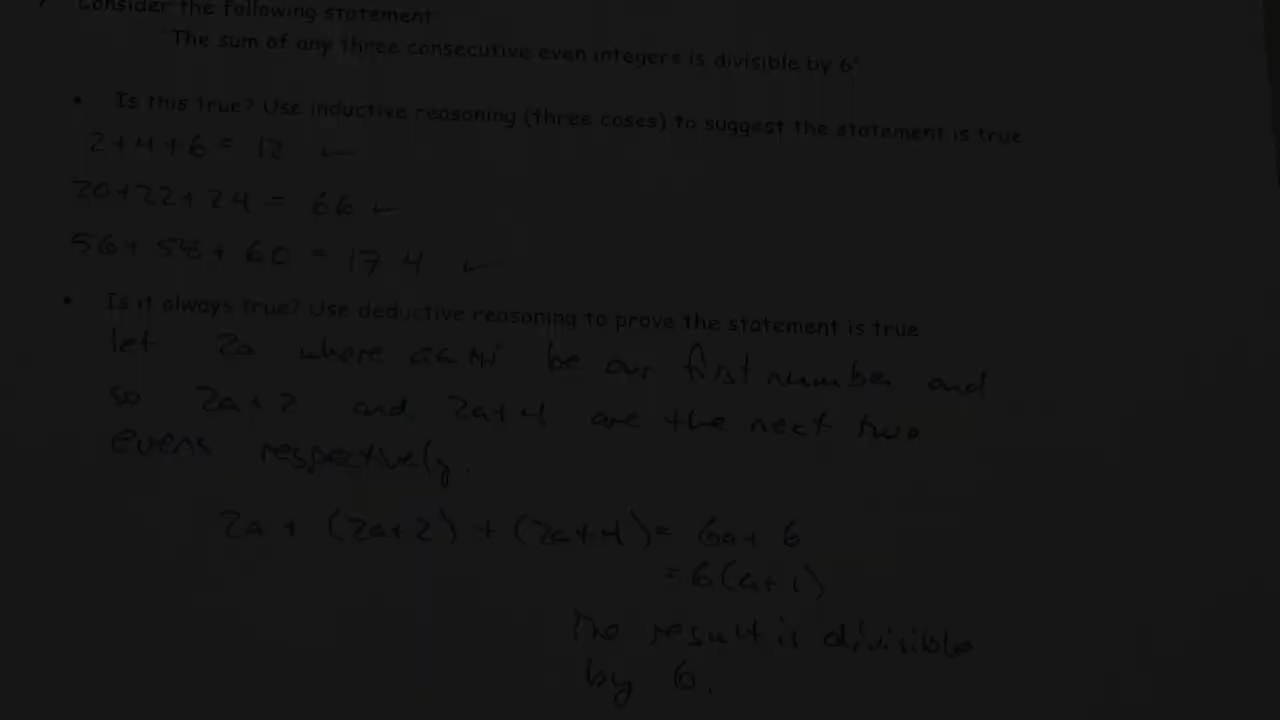 Consider the following statement
"The sum of any three consecutive even integers is divisible by 6"
• Is this true? Use inductive reasoning (three cases) to suggest the statement is true
2+4+6 = 12 ✓
20+22+24 = 66 ✓
56+58+60 = 174 ✓
• Is it always true? Use deductive reasoning to prove the statement is true
let 2a where a∈N be our first number and
so 2a+2 and 2a+4 are the next two
evens respectively.
2a + (2a+2) + (2a+4) = 6a+6
= 6(a+1)
The result is divisible
by 6.